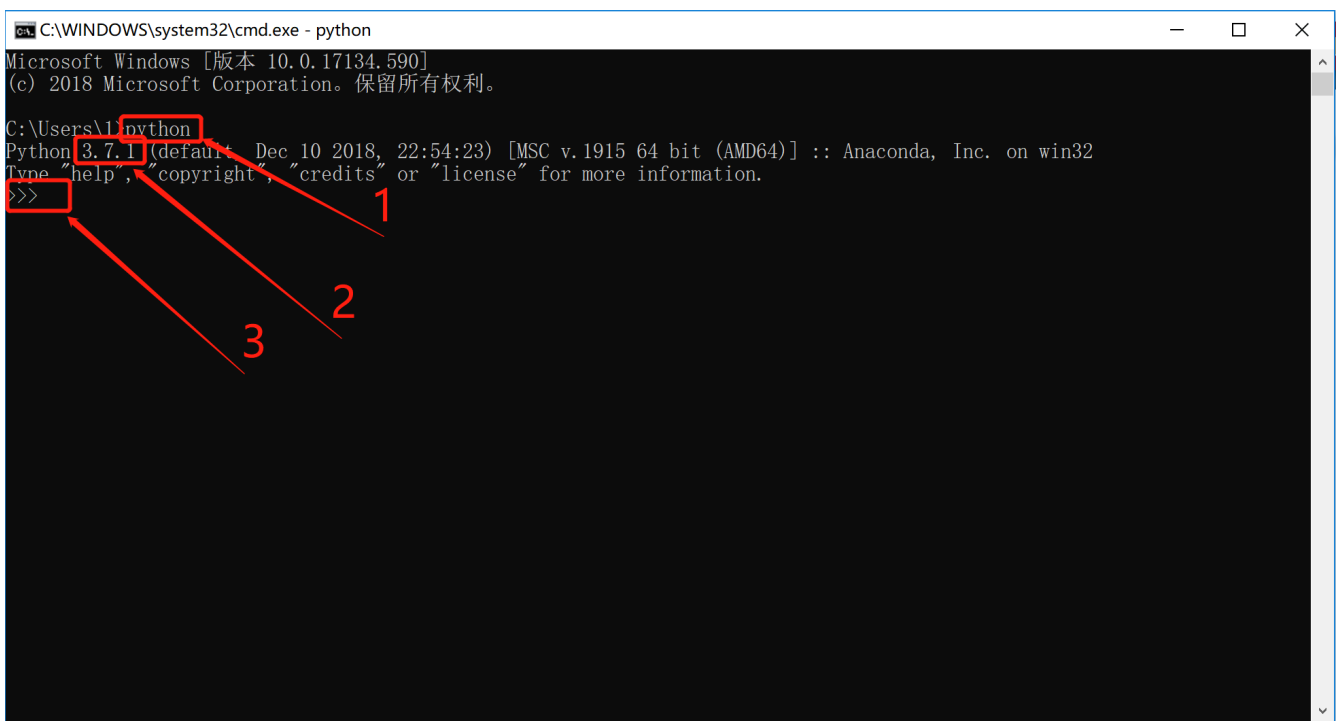 C:\WINDOWS\system32\cmd.exe - python
Microsoft Windows [版本 10.0.17134.590]
(c) 2018 Microsoft Corporation。保留所有权利。
C:\Users\1>python
Python 3.7.1 (default, Dec 10 2018, 22:54:23) [MSC v.1915 64 bit (AMD64)] :: Anaconda, Inc. on win32
Type "help", "copyright", "credits" or "license" for more information.
>>>
1
2
3